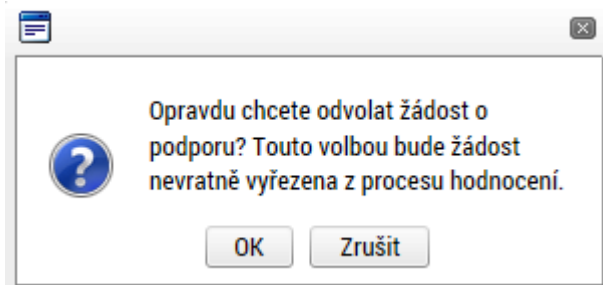 Opravdu chcete odvolat žádost o
podporu? Touto volbou bude žádost
nevratně vyřezena z procesu hodnocení.
OK Zrušit